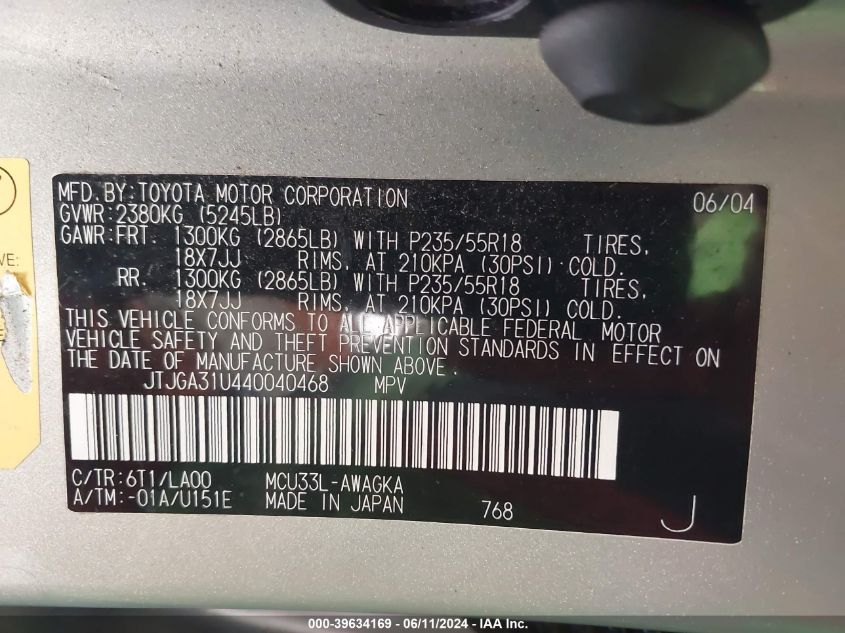 MFD. BY: TOYOTA MOTOR CORPORATION 06/04
GVWR: 2380KG (5245LB)
GAWR: FRT. 1300KG (2865LB) WITH P235/55R18 TIRES,
18X7JJ RIMS, AT 210KPA (30PSI) COLD.
RR. 1300KG (2865LB) WITH P235/55R18 TIRES,
18X7JJ RIMS, AT 210KPA (30PSI) COLD.
THIS VEHICLE CONFORMS TO ALL APPLICABLE FEDERAL MOTOR
VEHICLE SAFETY AND THEFT PREVENTION STANDARDS IN EFFECT ON
THE DATE OF MANUFACTURE SHOWN ABOVE.
JTJGA31U440040468 MPV
C/TR: 6T1/LA00 MCU33L-AWAGKA
A/TM: -01A/U151E MADE IN JAPAN 768 J
000-39634169 - 06/11/2024 - IAA Inc.